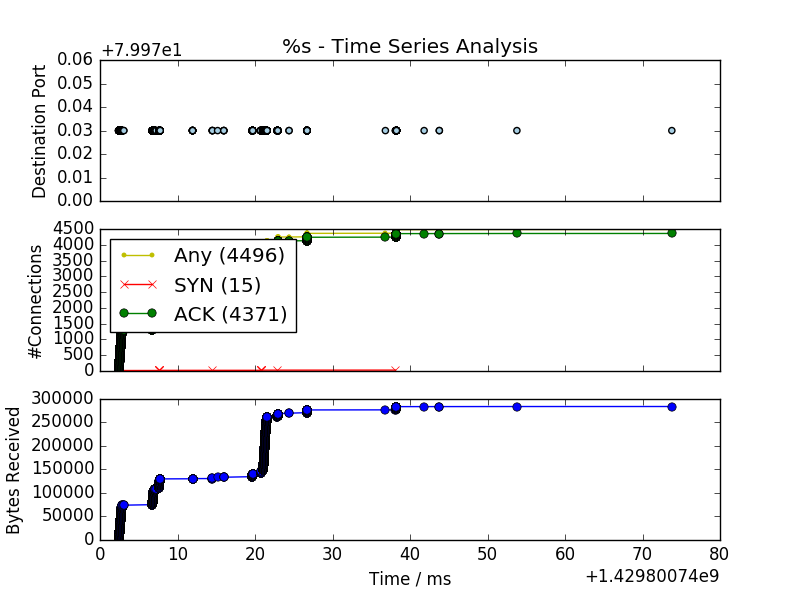 %s - Time Series Analysis
+7.997e1
0.06
0.05
0.04
0.03
0.02
0.01
0.00
Destination Port
4500
4000
3500
3000
2500
2000
1500
1000
500
0
#Connections
Any (4496)
SYN (15)
ACK (4371)
300000
250000
200000
150000
100000
50000
0
Bytes Received
0 10 20 30 40 50 60 70 80
Time / ms
+1.42980074e9